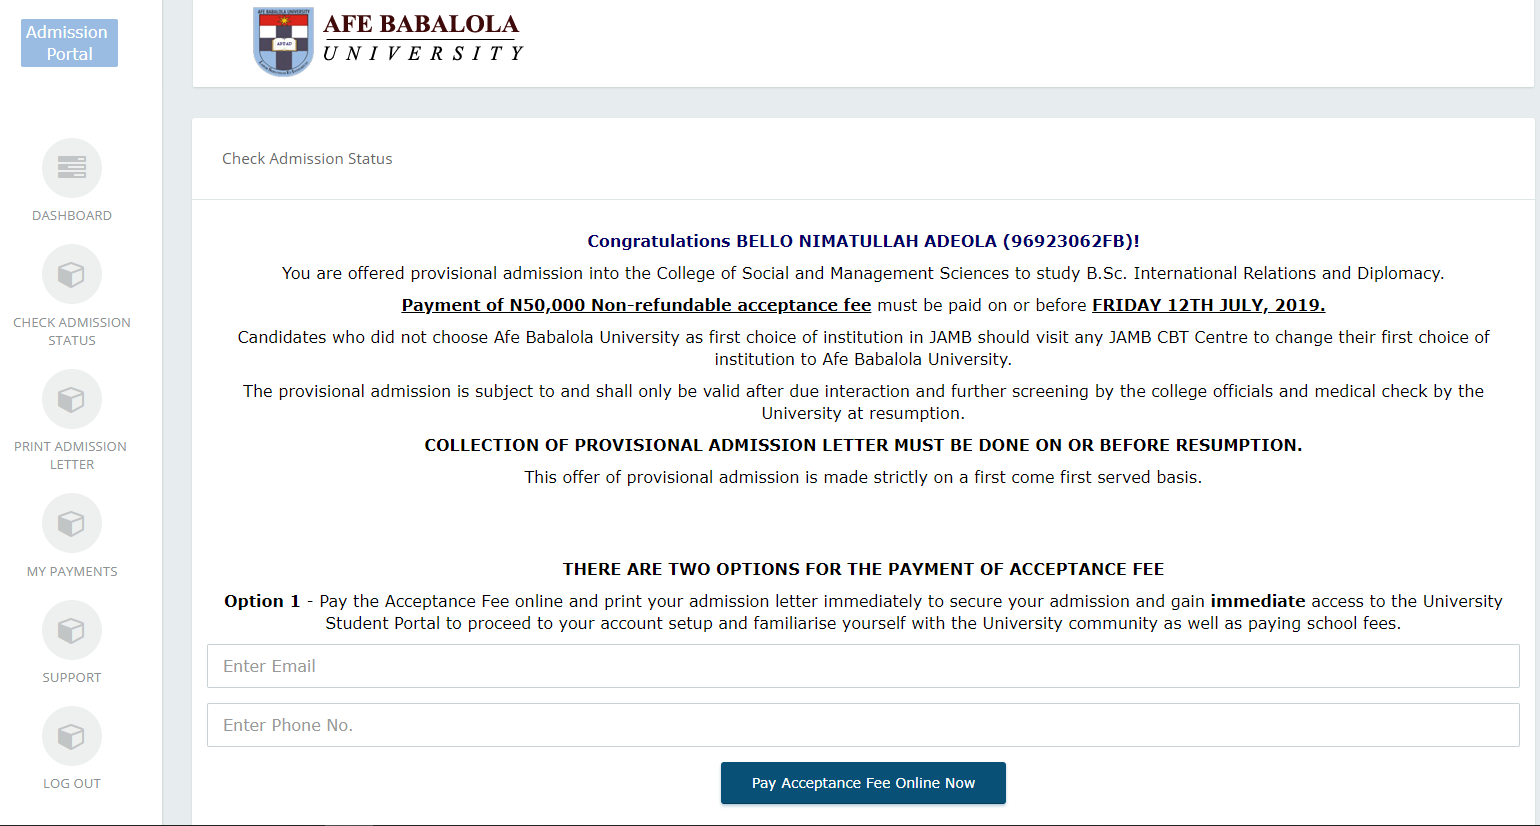 Admission
Portal
DASHBOARD
CHECK ADMISSION
STATUS
PRINT ADMISSION
LETTER
MY PAYMENTS
SUPPORT
LOG OUT
AFE BABALOLA
UNIVERSITY
Check Admission Status
Congratulations BELLO NIMATULLAH ADEOLA (96923062FB)!
You are offered provisional admission into the College of Social and Management Sciences to study B.Sc. International Relations and Diplomacy.
Payment of N50,000 Non-refundable acceptance fee must be paid on or before FRIDAY 12TH JULY, 2019.
Candidates who did not choose Afe Babalola University as first choice of institution in JAMB should visit any JAMB CBT Centre to change their first choice of
institution to Afe Babalola University.
The provisional admission is subject to and shall only be valid after due interaction and further screening by the college officials and medical check by the
University at resumption.
COLLECTION OF PROVISIONAL ADMISSION LETTER MUST BE DONE ON OR BEFORE RESUMPTION.
This offer of provisional admission is made strictly on a first come first served basis.
THERE ARE TWO OPTIONS FOR THE PAYMENT OF ACCEPTANCE FEE
Option 1 - Pay the Acceptance Fee online and print your admission letter immediately to secure your admission and gain immediate access to the University
Student Portal to proceed to your account setup and familiarise yourself with the University community as well as paying school fees.
Enter Email
Enter Phone No.
Pay Acceptance Fee Online Now